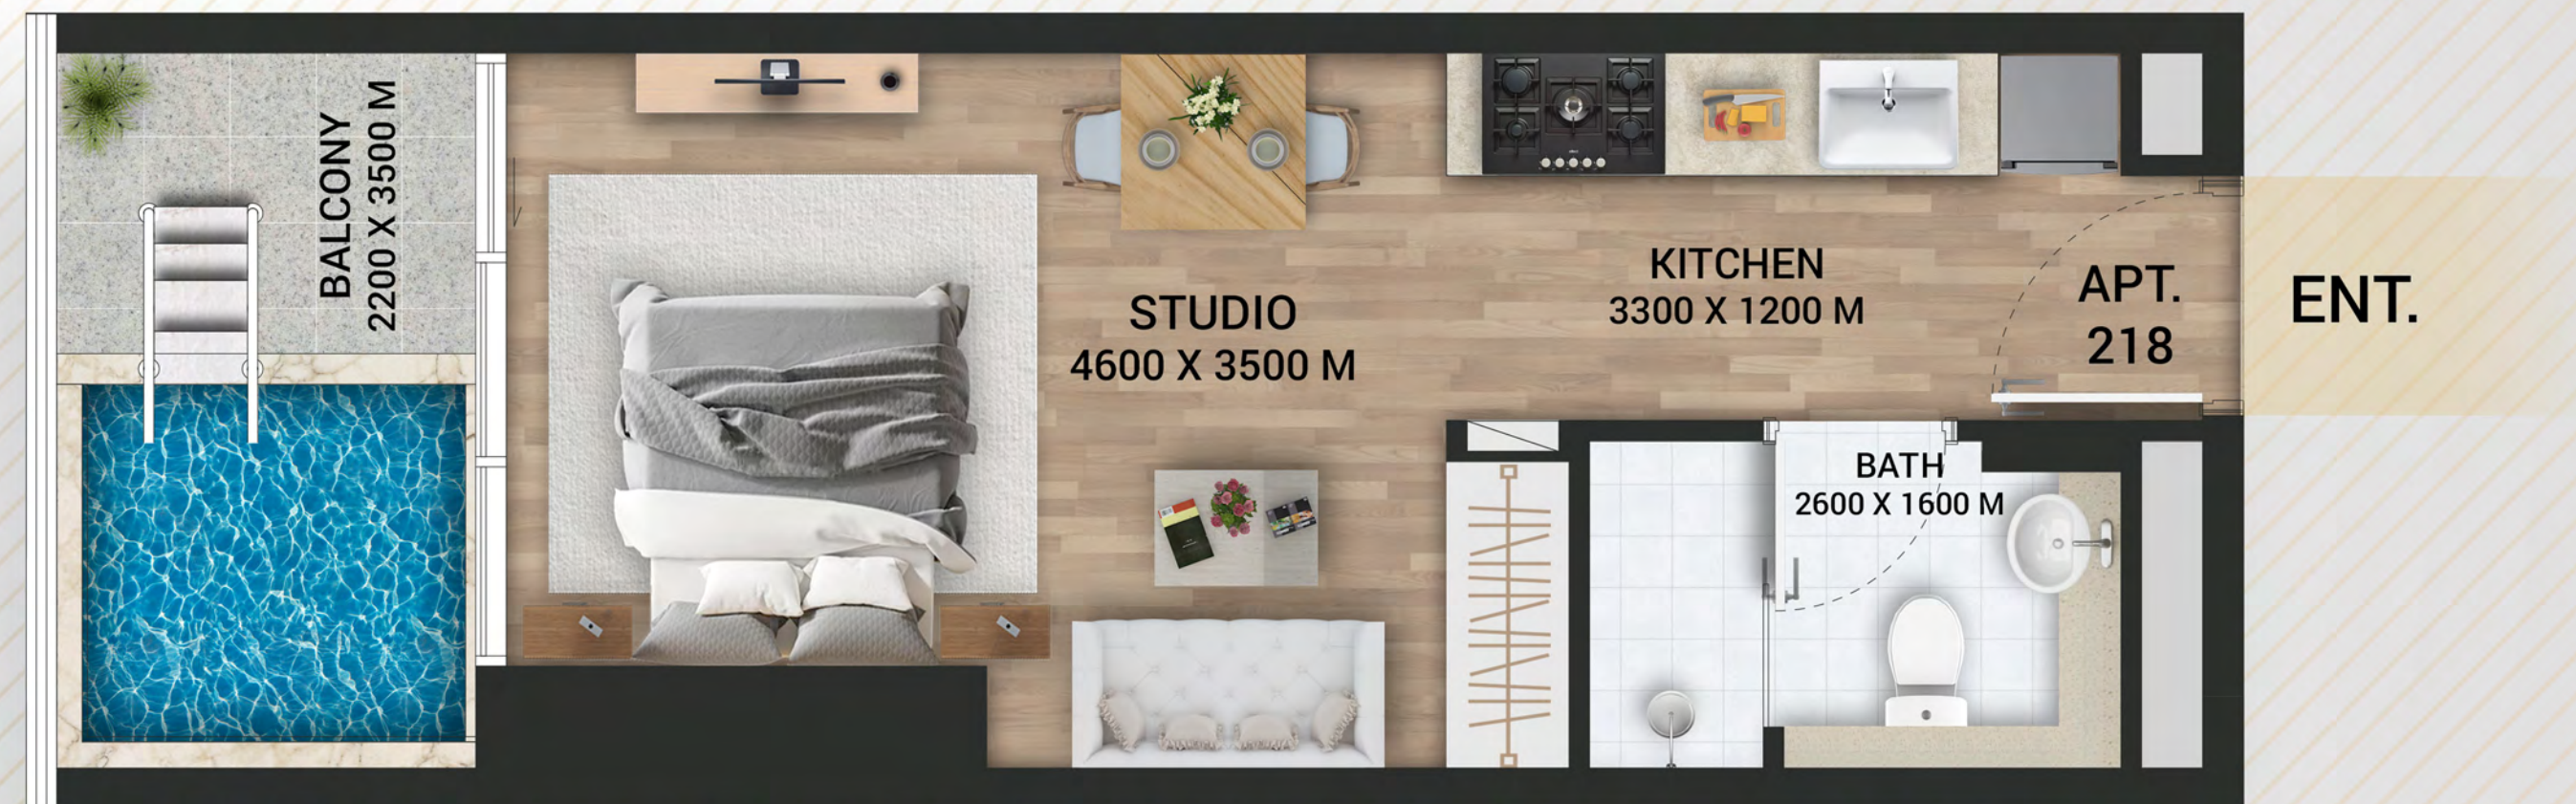 BALCONY
2200 X 3500 M
STUDIO
4600 X 3500 M
KITCHEN
3300 X 1200 M
APT.
218
ENT.
BATH
2600 X 1600 M